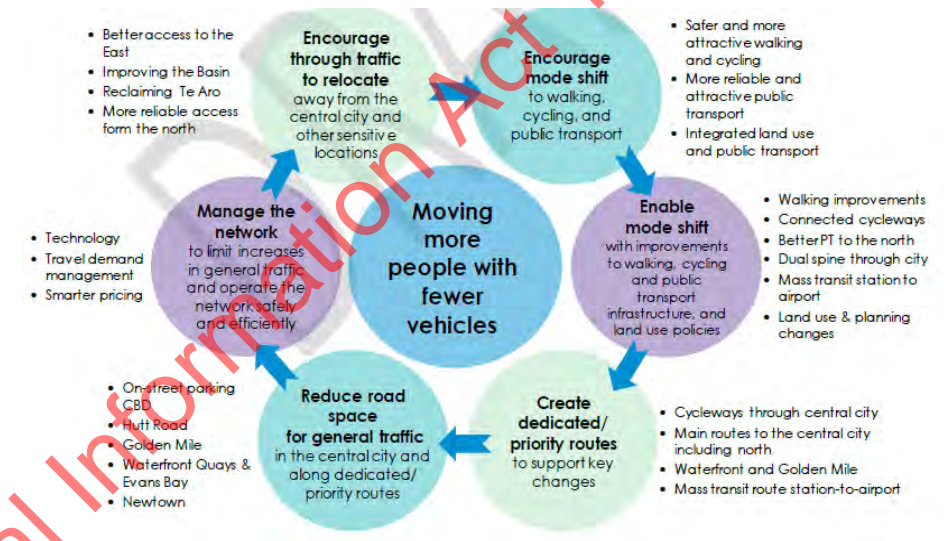 Better access to the
East
Improving the Basin
Reclaiming Te Aro
More reliable access
form the north
Encourage
through traffic
to relocate
away from the
central city and
other sensitive
locations
Encourage
mode shift
to walking,
cycling, and
public transport
Safer and more
attractive walking
and cycling
More reliable and
attractive public
transport
Integrated land use
and public transport
Enable
mode shift
with improvements
to walking, cycling
and public
transport
infrastructure, and
land use policies
Walking improvements
Connected cycleways
Better PT to the north
Dual spine through city
Mass transit station to
airport
Land use & planning
changes
Create
dedicated/
priority routes
to support key
changes
Cycleways through central city
Main routes to the central city
including north
Waterfront and Golden Mile
Mass transit route station-to-airport
Reduce road
space
for general traffic
in the central city and
along dedicated/
priority routes
On-street parking
CBD
Hutt Road
Golden Mile
Waterfront Quays &
Evans Bay
Newtown
Manage the
network
to limit increases
in general traffic
and operate the
network safely
and efficiently
Technology
Travel demand
management
Smarter pricing
Moving
more
people with
fewer
vehicles
Information Act